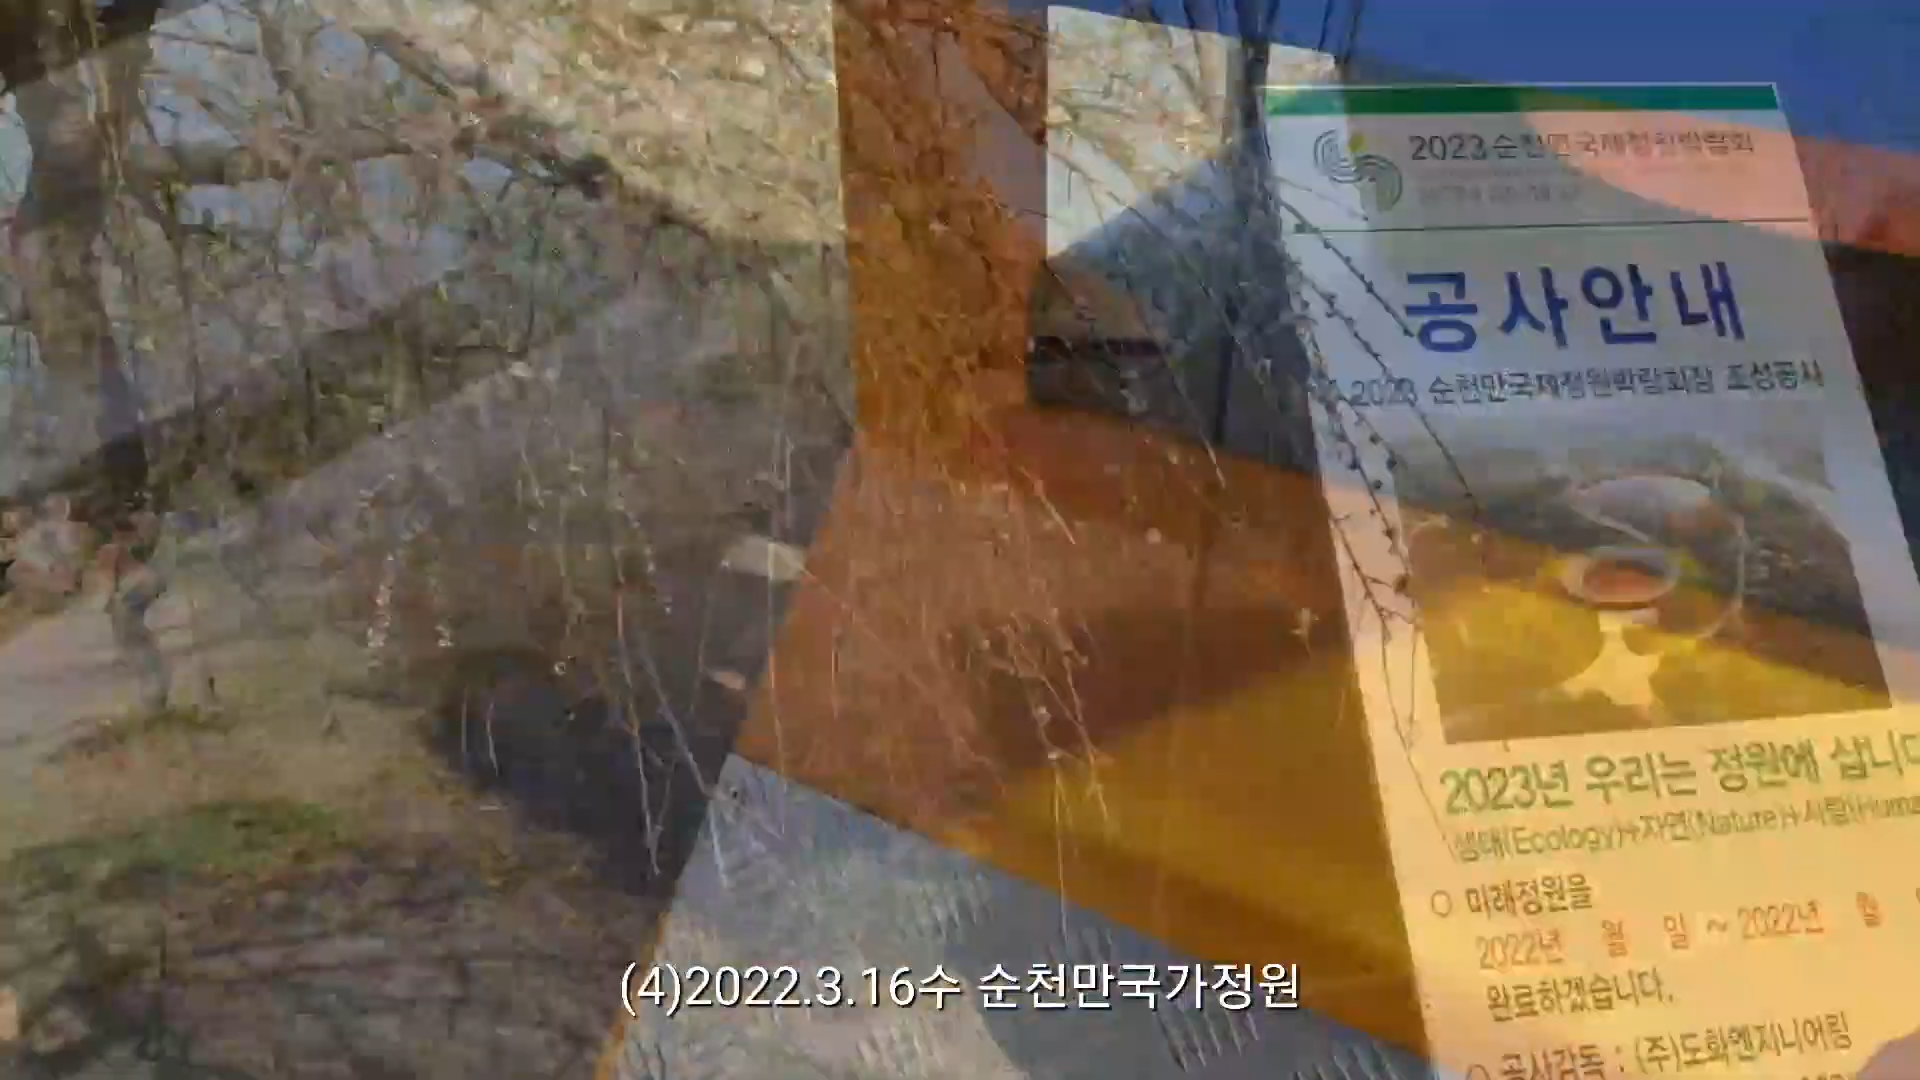 2023순천만국제정원박람회
공사안내
2023 순천만국제정원박람회장 조성공사
2023년 우리는 정원에 삽니다
생태(Ecology)+자연(Nature)+사람(Huma
○ 미래정원을
2022년 월 일 ~ 2022년 월
완료하겠습니다.
○ 공사감독 : (주)도화엔지니어링
(4)2022.3.16수 순천만국가정원